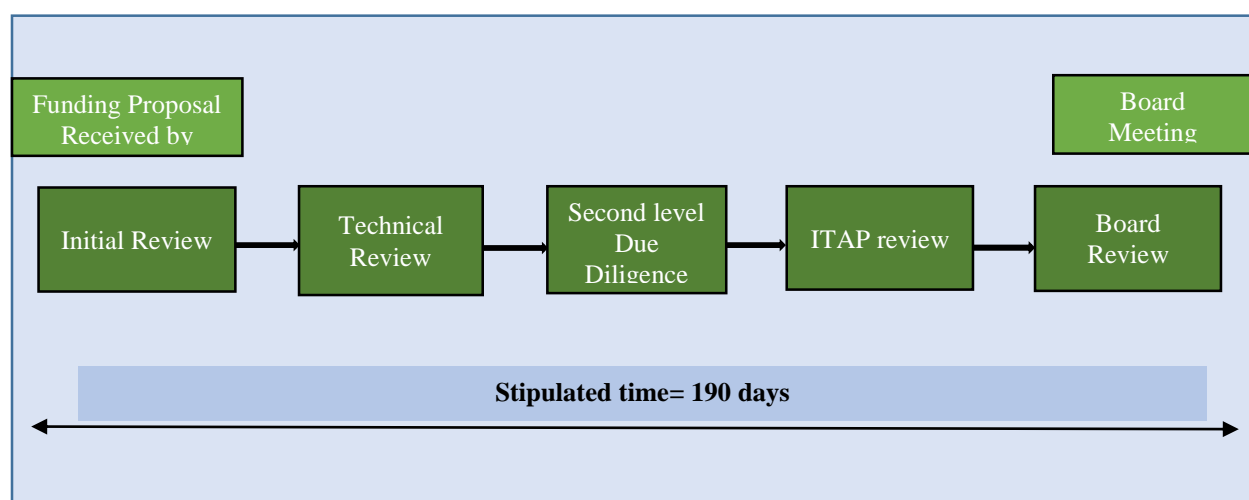 Funding Proposal
Received by
Board
Meeting
Initial Review
Technical
Review
Second level
Due
Diligence
ITAP review
Board
Review
Stipulated time= 190 days